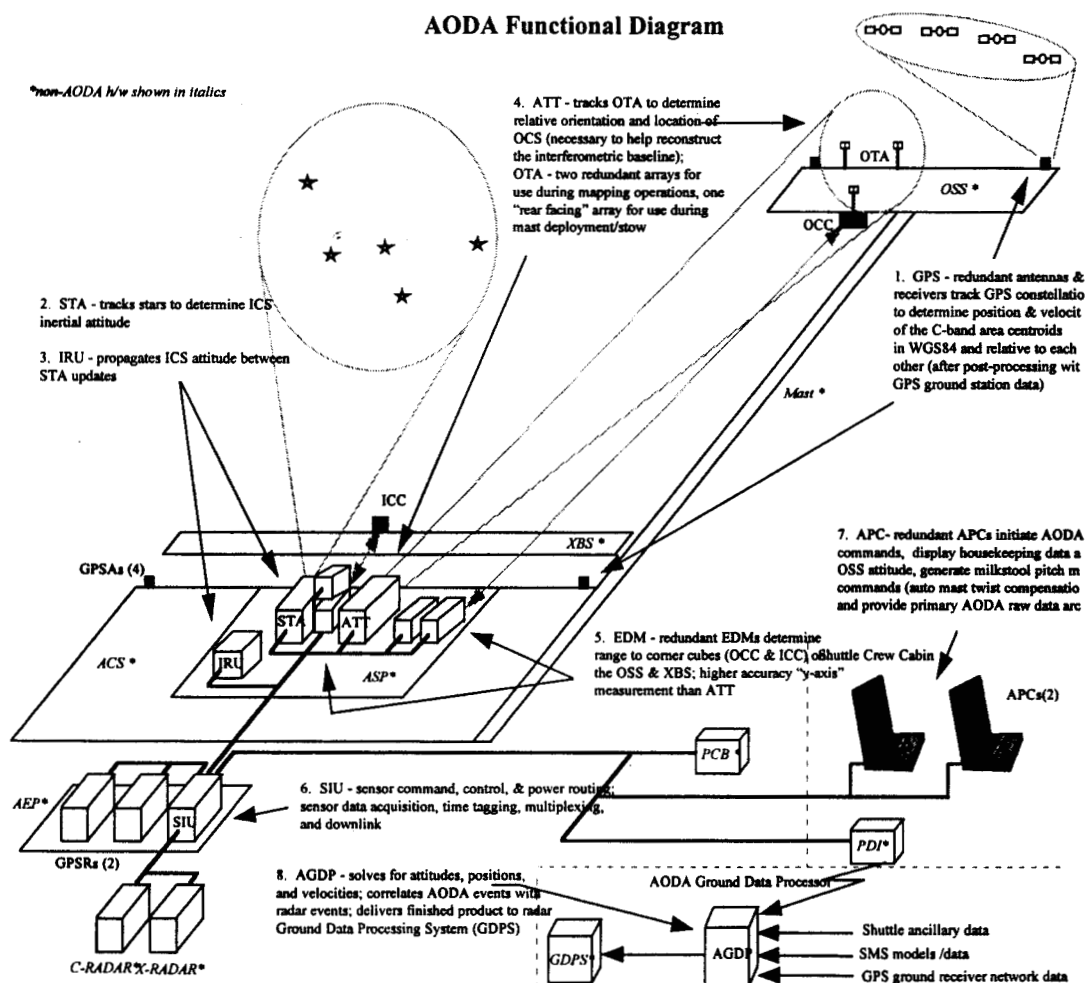 AODA Functional Diagram
*non-AODA h/w shown in italics
4. ATT - tracks OTA to determine
relative orientation and location of
OCS (necessary to help reconstruct
the interferometric baseline);
OTA - two redundant arrays for
use during mapping operations, one
"rear facing" array for use during
mast deployment/stow
OTA
OSS *
OCC
1. GPS - redundant antennas &
receivers track GPS constellatio
to determine position & velocit
of the C-band area centroids
in WGS84 and relative to each
other (after post-processing wit
GPS ground station data)
2. STA - tracks stars to determine ICS
inertial attitude
3. IRU - propagates ICS attitude between
STA updates
Mast *
ICC
XBS *
GPSAs (4)
STA
ATT
IRU
ACS *
ASP*
7. APC- redundant APCs initiate AODA
commands, display housekeeping data a
OSS attitude, generate milkstool pitch m
commands (auto mast twist compensatio
and provide primary AODA raw data arc
5. EDM - redundant EDMs determine
range to corner cubes (OCC & ICC) of
the OSS & XBS; higher accuracy "y-axis"
measurement than ATT
Shuttle Crew Cabin
APCs(2)
PCB *
AEP*
SIU
GPSRs (2)
6. SIU - sensor command, control, & power routing;
sensor data acquisition, time tagging, multiplexing,
and downlink
PDI*
8. AGDP - solves for attitudes, positions,
and velocities; correlates AODA events with
radar events; delivers finished product to radar
Ground Data Processing System (GDPS)
AODA Ground Data Processor
C-RADAR*
X-RADAR*
GDPS*
AGDP
Shuttle ancillary data
SMS models /data
GPS ground receiver network data